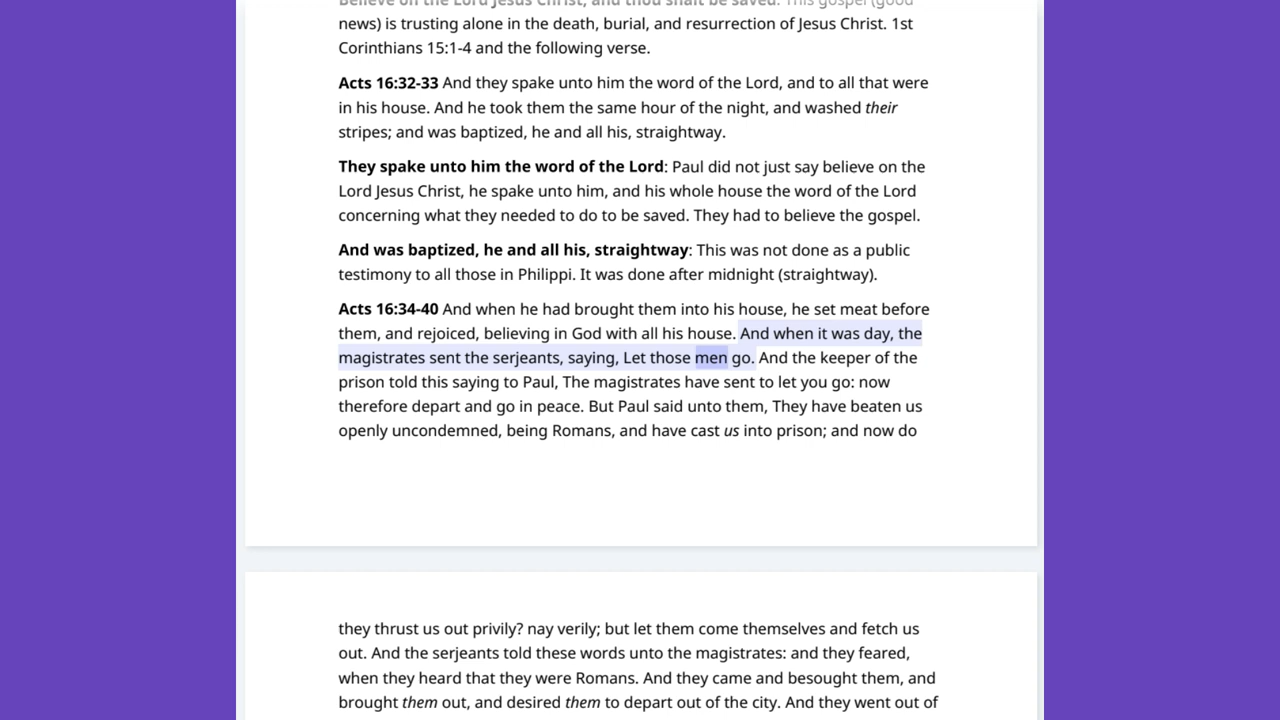 Believe on the Lord Jesus Christ, and thou shalt be saved: This gospel (good
news) is trusting alone in the death, burial, and resurrection of Jesus Christ. 1st
Corinthians 15:1-4 and the following verse.
Acts 16:32-33 And they spake unto him the word of the Lord, and to all that were
in his house. And he took them the same hour of the night, and washed their
stripes; and was baptized, he and all his, straightway.
They spake unto him the word of the Lord: Paul did not just say believe on the
Lord Jesus Christ, he spake unto him, and his whole house the word of the Lord
concerning what they needed to do to be saved. They had to believe the gospel.
And was baptized, he and all his, straightway: This was not done as a public
testimony to all those in Philippi. It was done after midnight (straightway).
Acts 16:34-40 And when he had brought them into his house, he set meat before
them, and rejoiced, believing in God with all his house. And when it was day, the
magistrates sent the serjeants, saying, Let those men go. And the keeper of the
prison told this saying to Paul, The magistrates have sent to let you go: now
therefore depart and go in peace. But Paul said unto them, They have beaten us
openly uncondemned, being Romans, and have cast us into prison; and now do
they thrust us out privily? nay verily; but let them come themselves and fetch us
out. And the serjeants told these words unto the magistrates: and they feared,
when they heard that they were Romans. And they came and besought them, and
brought them out, and desired them to depart out of the city. And they went out of